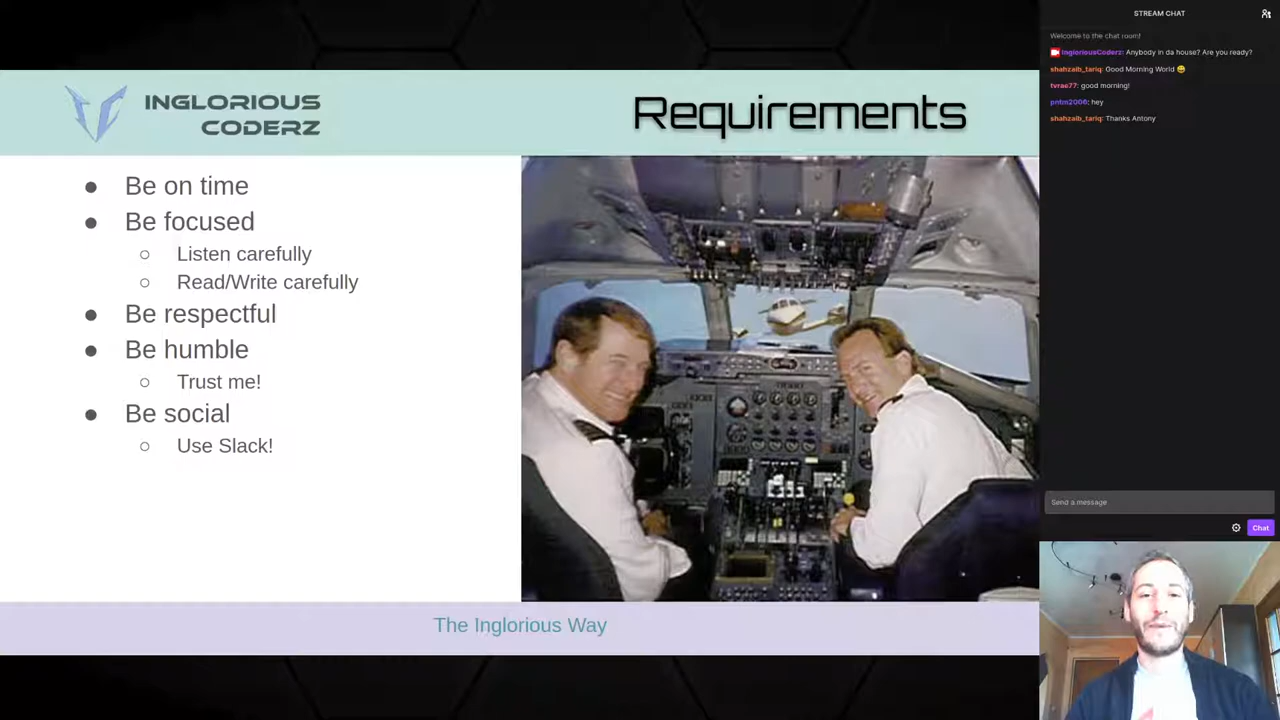 INGLORIOUS
CODERZ
Requirements
● Be on time
● Be focused
○ Listen carefully
○ Read/Write carefully
● Be respectful
● Be humble
○ Trust me!
● Be social
○ Use Slack!
The Inglorious Way
STREAM CHAT
Welcome to the chat room!
IngloriousCoderz: Anybody in da house? Are you ready?
shahzaib_tariq: Good Morning World 😄
tvrae77: good morning!
pntm2006: hey
shahzaib_tariq: Thanks Antony
Send a message
Chat